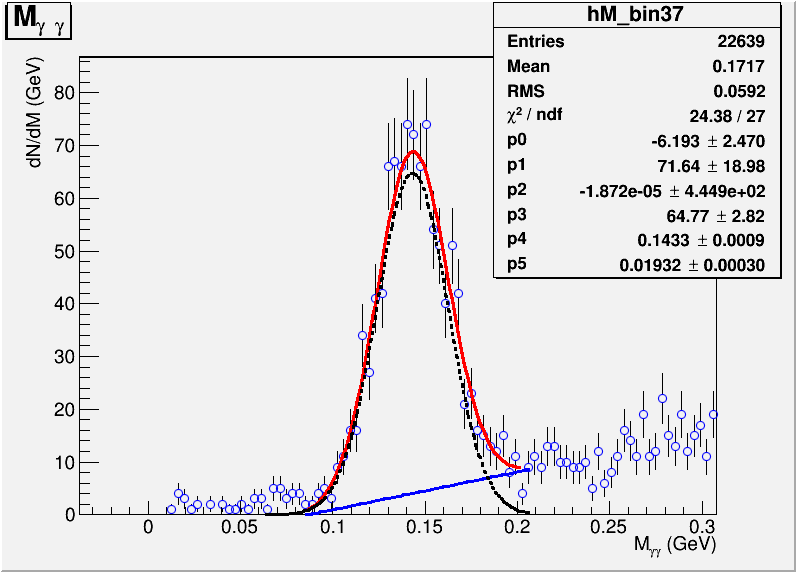 M γ γ
hM_bin37
Entries 22639
Mean 0.1717
RMS 0.0592
χ² / ndf 24.38 / 27
p0 -6.193 ± 2.470
p1 71.64 ± 18.98
p2 -1.872e-05 ± 4.449e+02
p3 64.77 ± 2.82
p4 0.1433 ± 0.0009
p5 0.01932 ± 0.00030
dN/dM (GeV)
80
70
60
50
40
30
20
10
0
0 0.05 0.1 0.15 0.2 0.25 0.3
Mγγ (GeV)